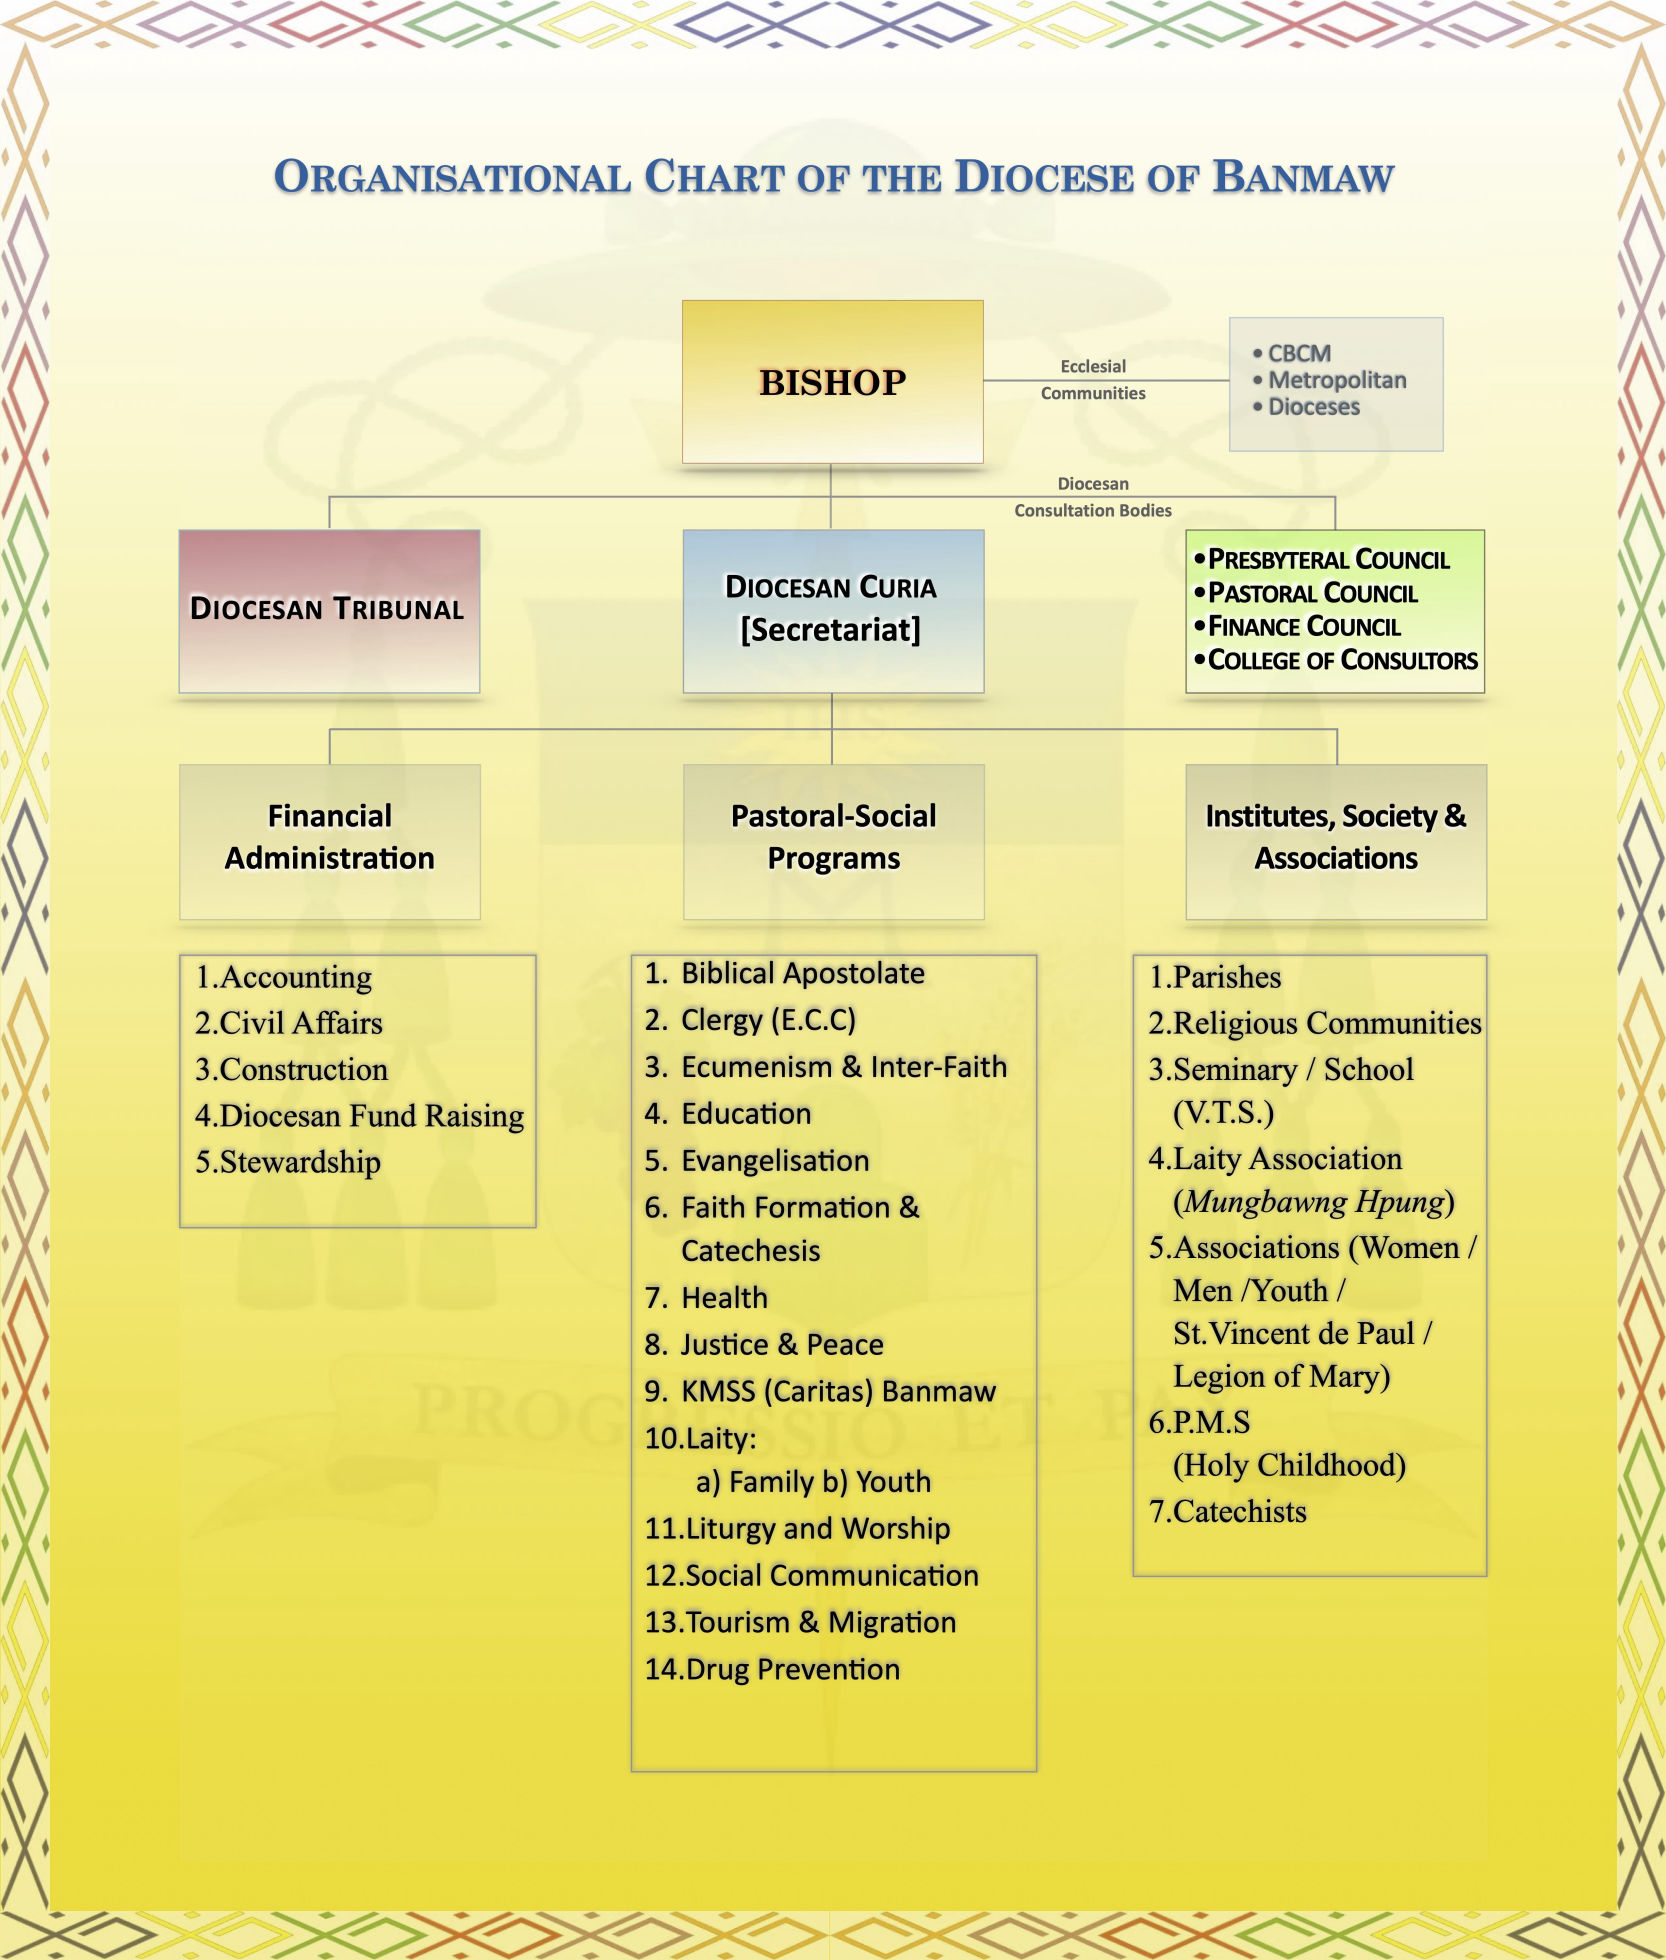 ORGANISATIONAL CHART OF THE DIOCESE OF BANMAW
BISHOP
Ecclesial
Communities
• CBCM
• Metropolitan
• Dioceses
Diocesan
Consultation Bodies
DIOCESAN TRIBUNAL
DIOCESAN CURIA
[Secretariat]
•PRESBYTERAL COUNCIL
•PASTORAL COUNCIL
•FINANCE COUNCIL
•COLLEGE OF CONSULTORS
Financial
Administration
Pastoral-Social
Programs
Institutes, Society &
Associations
1.Accounting
2.Civil Affairs
3.Construction
4.Diocesan Fund Raising
5.Stewardship
1. Biblical Apostolate
2. Clergy (E.C.C)
3. Ecumenism & Inter-Faith
4. Education
5. Evangelisation
6. Faith Formation &
Catechesis
7. Health
8. Justice & Peace
9. KMSS (Caritas) Banmaw
10.Laity:
a) Family b) Youth
11.Liturgy and Worship
12.Social Communication
13.Tourism & Migration
14.Drug Prevention
1.Parishes
2.Religious Communities
3.Seminary / School
(V.T.S.)
4.Laity Association
(Mungbawng Hpung)
5.Associations (Women /
Men /Youth /
St.Vincent de Paul /
Legion of Mary)
6.P.M.S
(Holy Childhood)
7.Catechists
IHS
PROGRESSIO ET